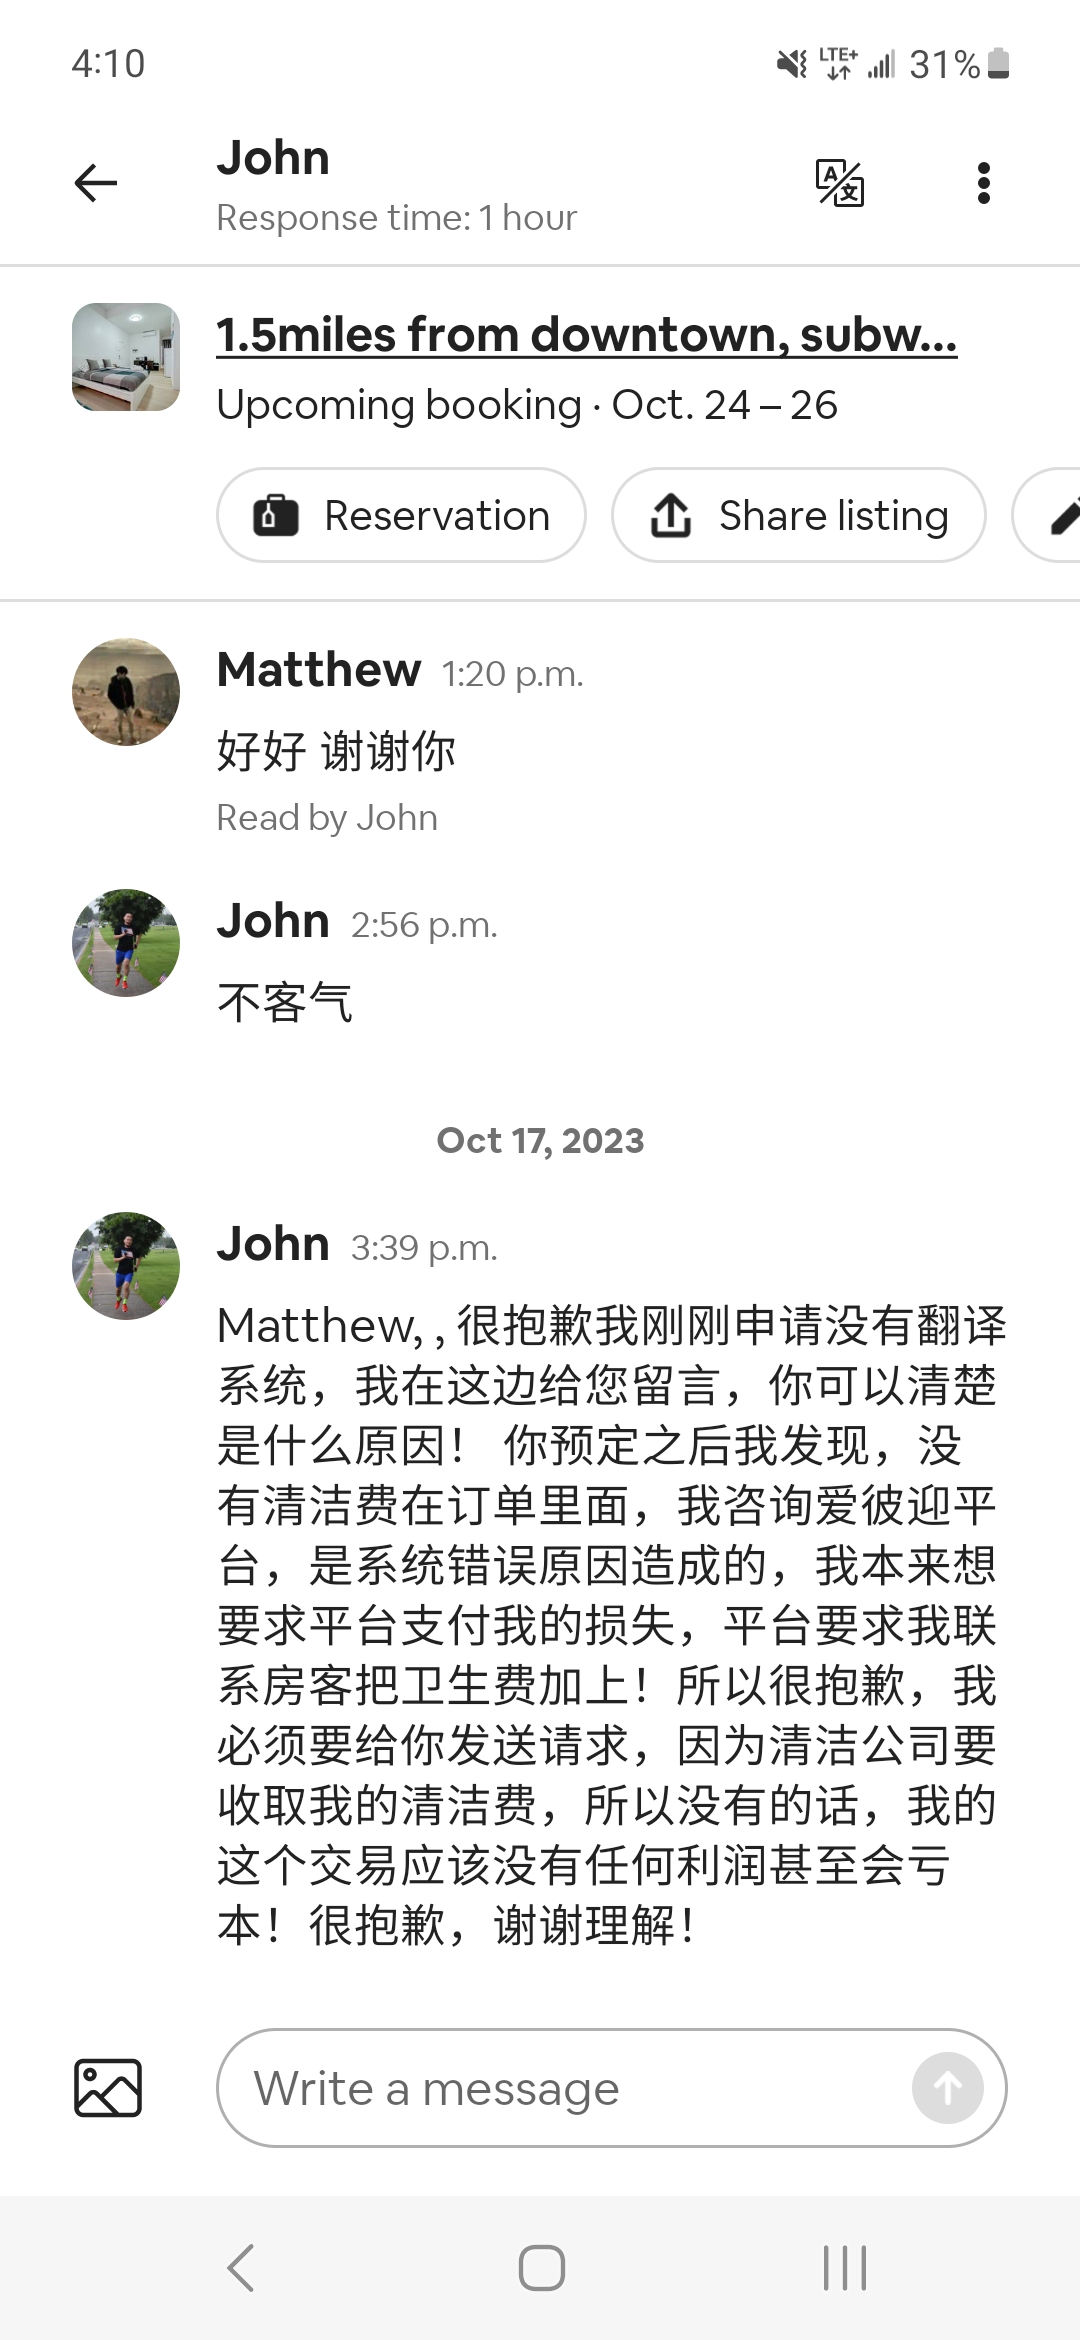 4:10
LTE+
31%
John
Response time: 1 hour
A文
1.5miles from downtown, subw...
Upcoming booking · Oct. 24 – 26
Reservation
Share listing
Matthew 1:20 p.m.
好好 谢谢你
Read by John
John 2:56 p.m.
不客气
Oct 17, 2023
John 3:39 p.m.
Matthew, , 很抱歉我刚刚申请没有翻译
系统，我在这边给您留言，你可以清楚
是什么原因！ 你预定之后我发现，没
有清洁费在订单里面，我咨询爱彼迎平
台，是系统错误原因造成的，我本来想
要求平台支付我的损失，平台要求我联
系房客把卫生费加上！所以很抱歉，我
必须要给你发送请求，因为清洁公司要
收取我的清洁费，所以没有的话，我的
这个交易应该没有任何利润甚至会亏
本！很抱歉，谢谢理解！
Write a message